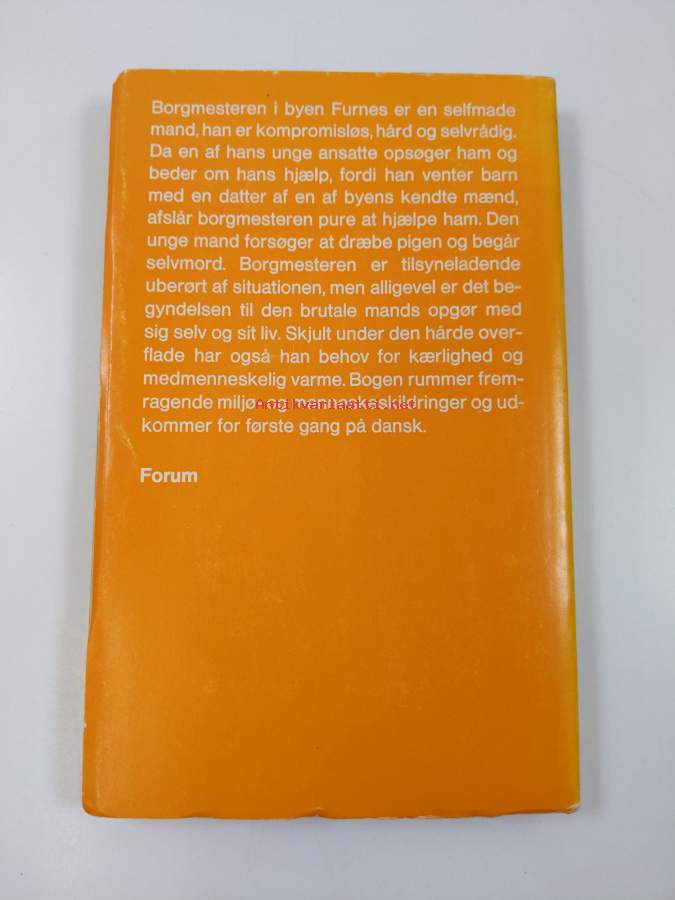 Borgmesteren i byen Furnes er en selfmade
mand, han er kompromisløs, hård og selvrådig.
Da en af hans unge ansatte opsøger ham og
beder om hans hjælp, fordi han venter barn
med en datter af en af byens kendte mænd,
afslår borgmesteren pure at hjælpe ham. Den
unge mand forsøger at dræbe pigen og begår
selvmord. Borgmesteren er tilsyneladende
uberørt af situationen, men alligevel er det be-
gyndelsen til den brutale mands opgør med
sig selv og sit liv. Skjult under den hårde over-
flade har også han behov for kærlighed og
medmenneskelig varme. Bogen rummer frem-
ragende miljø- og menneskeskildringer og ud-
kommer for første gang på dansk.
Antikvariaatti.net
Forum